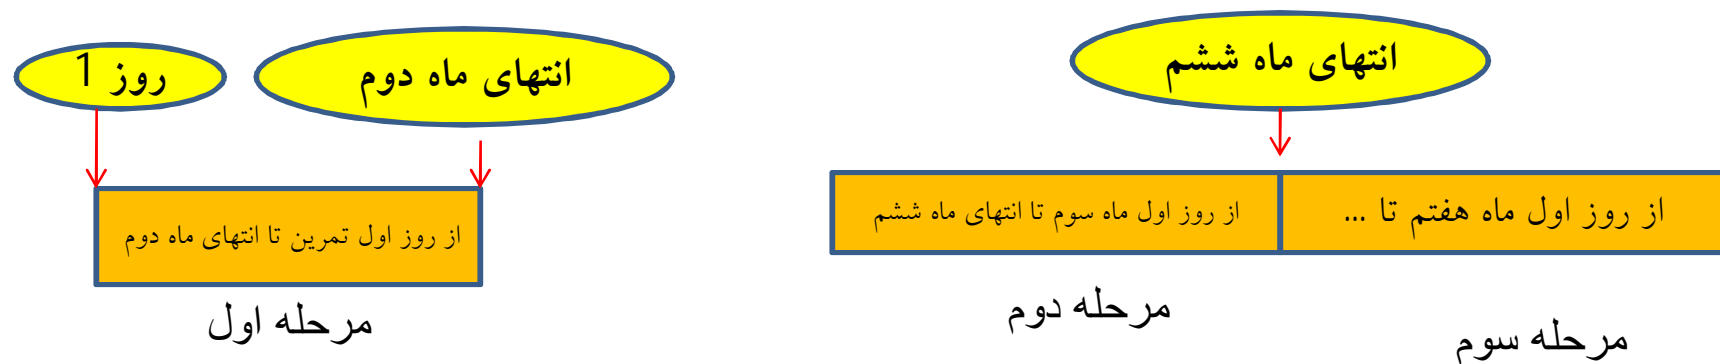 روز 1
انتهای ماه دوم
انتهای ماه ششم
از روز اول تمرین تا انتهای ماه دوم
از روز اول ماه سوم تا انتهای ماه ششم
از روز اول ماه هفتم تا ...
مرحله اول
مرحله دوم
مرحله سوم